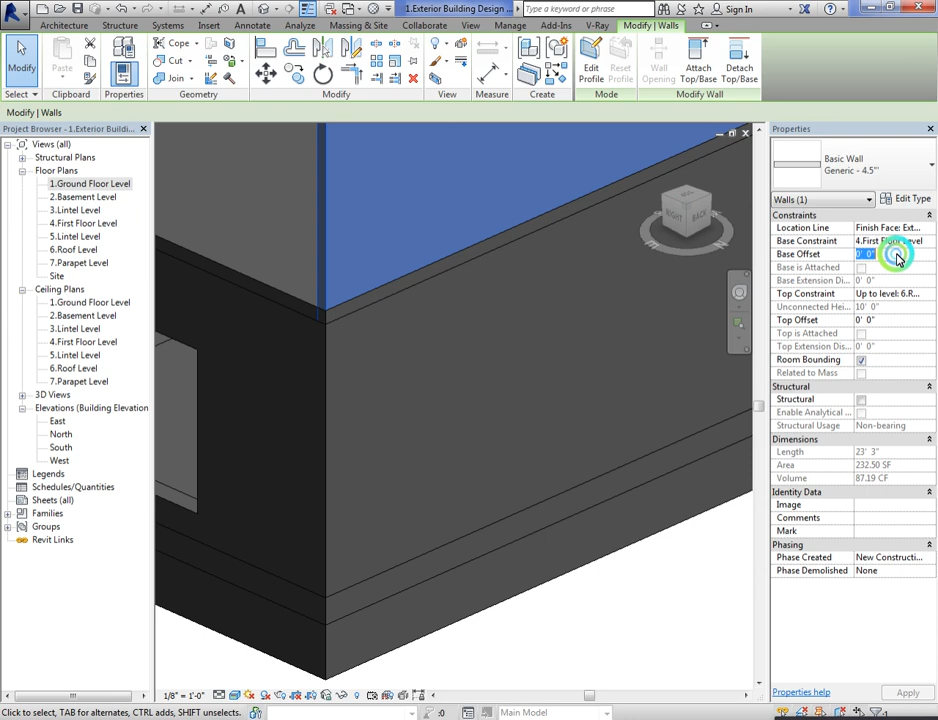 1.Exterior Building Design ...
Type a keyword or phrase
Sign In
Architecture
Structure
Systems
Insert
Annotate
Analyze
Massing & Site
Collaborate
View
Manage
Add-Ins
V-Ray
Modify | Walls
Modify
Paste
Properties
Cope
Cut
Join
Edit Profile
Reset Profile
Wall Opening
Attach Top/Base
Detach Top/Base
Select
Clipboard
Properties
Geometry
Modify
View
Measure
Create
Mode
Modify Wall
Modify | Walls
Project Browser - 1.Exterior Buildi...
Views (all)
Structural Plans
Floor Plans
1.Ground Floor Level
2.Basement Level
3.Lintel Level
4.First Floor Level
5.Lintel Level
6.Roof Level
7.Parapet Level
Site
Ceiling Plans
1.Ground Floor Level
2.Basement Level
3.Lintel Level
4.First Floor Level
5.Lintel Level
6.Roof Level
7.Parapet Level
3D Views
Elevations (Building Elevation
East
North
South
West
Legends
Schedules/Quantities
Sheets (all)
Families
Groups
Revit Links
RIGHT
BACK
Properties
Basic Wall
Generic - 4.5"
Walls (1)
Edit Type
Constraints
Location Line Finish Face: Ext...
Base Constraint 4.First Floor Level
Base Offset 0' 0"
Base is Attached
Base Extension Di... 0' 0"
Top Constraint Up to level: 6.R...
Unconnected Hei... 10' 0"
Top Offset 0' 0"
Top is Attached
Top Extension Dis... 0' 0"
Room Bounding
Related to Mass
Structural
Structural
Enable Analytical ...
Structural Usage Non-bearing
Dimensions
Length 23' 3"
Area 232.50 SF
Volume 87.19 CF
Identity Data
Image
Comments
Mark
Phasing
Phase Created New Constructi...
Phase Demolished None
Properties help
Apply
1/8" = 1'-0"
Click to select, TAB for alternates, CTRL adds, SHIFT unselects.
:0
Main Model
:1